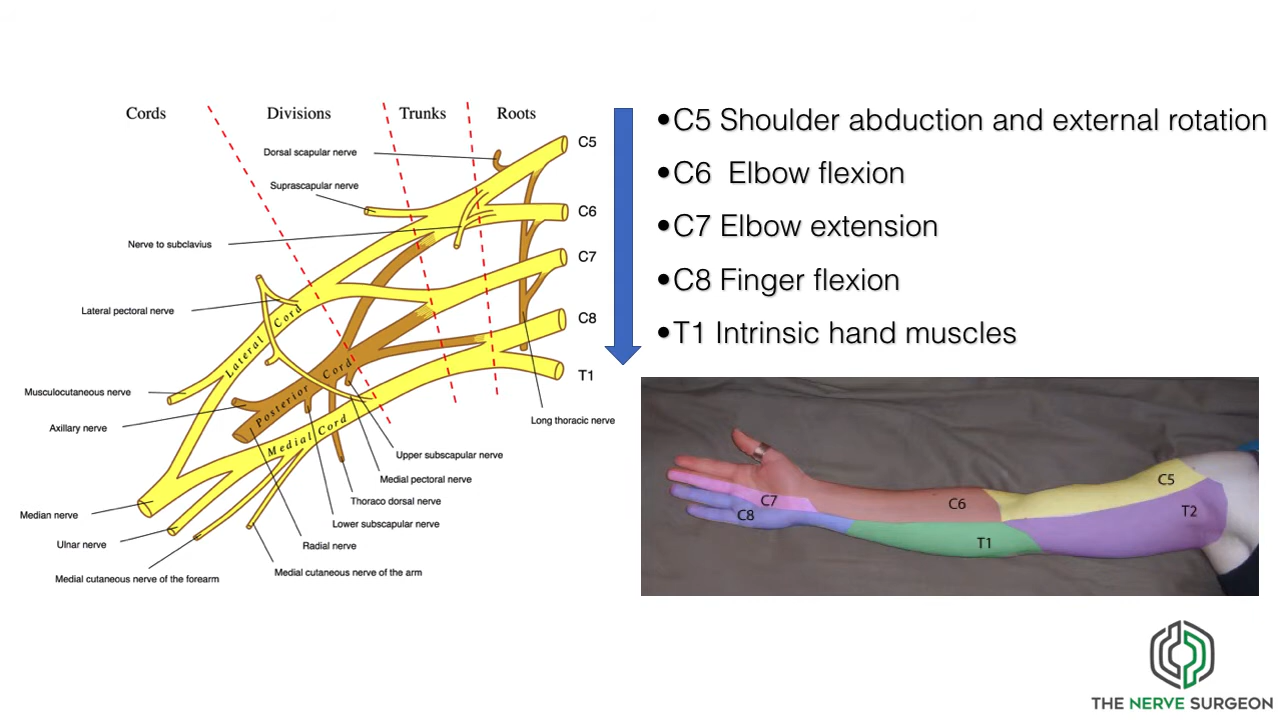 Cords
Divisions
Trunks
Roots
Dorsal scapular nerve
C5
Suprascapular nerve
C6
Nerve to subclavius
C7
Lateral pectoral nerve
C8
Lateral Cord
T1
Musculocutaneous nerve
Posterior Cord
Axillary nerve
Medial Cord
Long thoracic nerve
Upper subscapular nerve
Medial pectoral nerve
Thoraco dorsal nerve
Median nerve
Lower subscapular nerve
Ulnar nerve
Radial nerve
Medial cutaneous nerve of the forearm
Medial cutaneous nerve of the arm
•C5 Shoulder abduction and external rotation
•C6 Elbow flexion
•C7 Elbow extension
•C8 Finger flexion
•T1 Intrinsic hand muscles
C5
C7
C6
T2
C8
T1
THE NERVE SURGEON